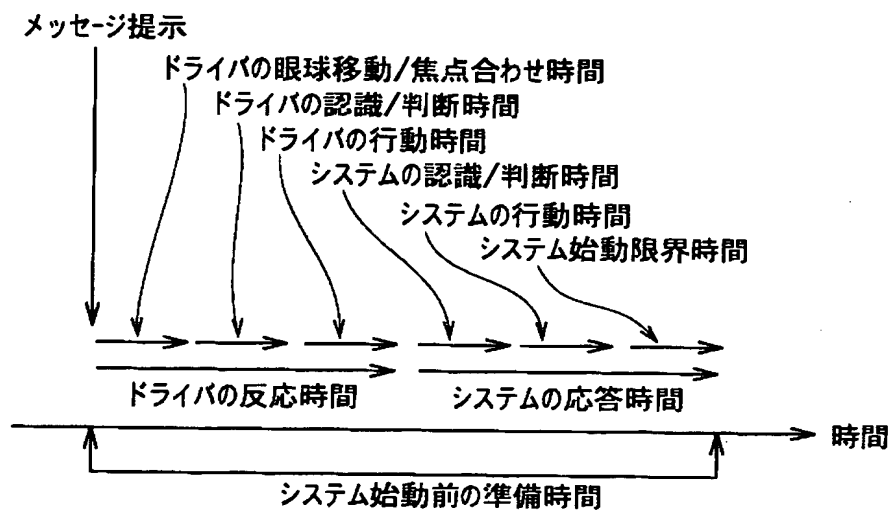 メッセージ提示
ドライバの眼球移動/焦点合わせ時間
ドライバの認識/判断時間
ドライバの行動時間
システムの認識/判断時間
システムの行動時間
システム始動限界時間
ドライバの反応時間
システムの応答時間
時間
システム始動前の準備時間